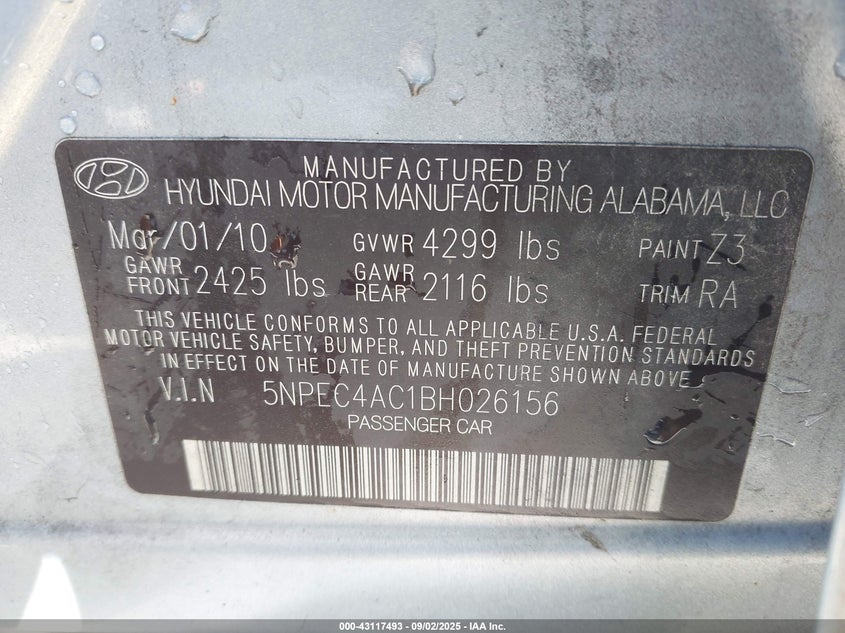 MANUFACTURED BY
HYUNDAI MOTOR MANUFACTURING ALABAMA, LLC
Mar/01/10 GVWR 4299 lbs PAINT Z3
GAWR FRONT 2425 lbs GAWR REAR 2116 lbs TRIM RA
THIS VEHICLE CONFORMS TO ALL APPLICABLE U.S.A. FEDERAL
MOTOR VEHICLE SAFETY, BUMPER, AND THEFT PREVENTION STANDARDS
IN EFFECT ON THE DATE OF MANUFACTURE SHOWN ABOVE
V.I.N 5NPEC4AC1BH026156
PASSENGER CAR
000-43117493 - 09/02/2025 - IAA Inc.